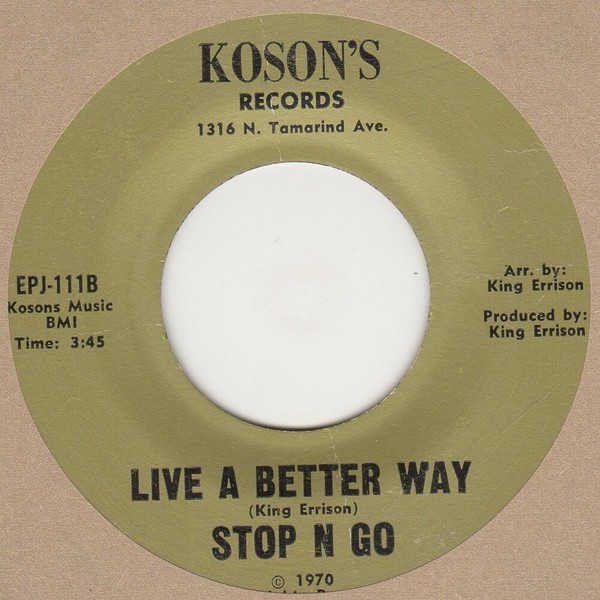 KOSON'S
RECORDS
1316 N. Tamarind Ave.
EPJ-111B
Kosons Music
BMI
Time: 3:45
Arr. by:
King Errison
Produced by:
King Errison
LIVE A BETTER WAY
(King Errison)
STOP N GO
© 1970